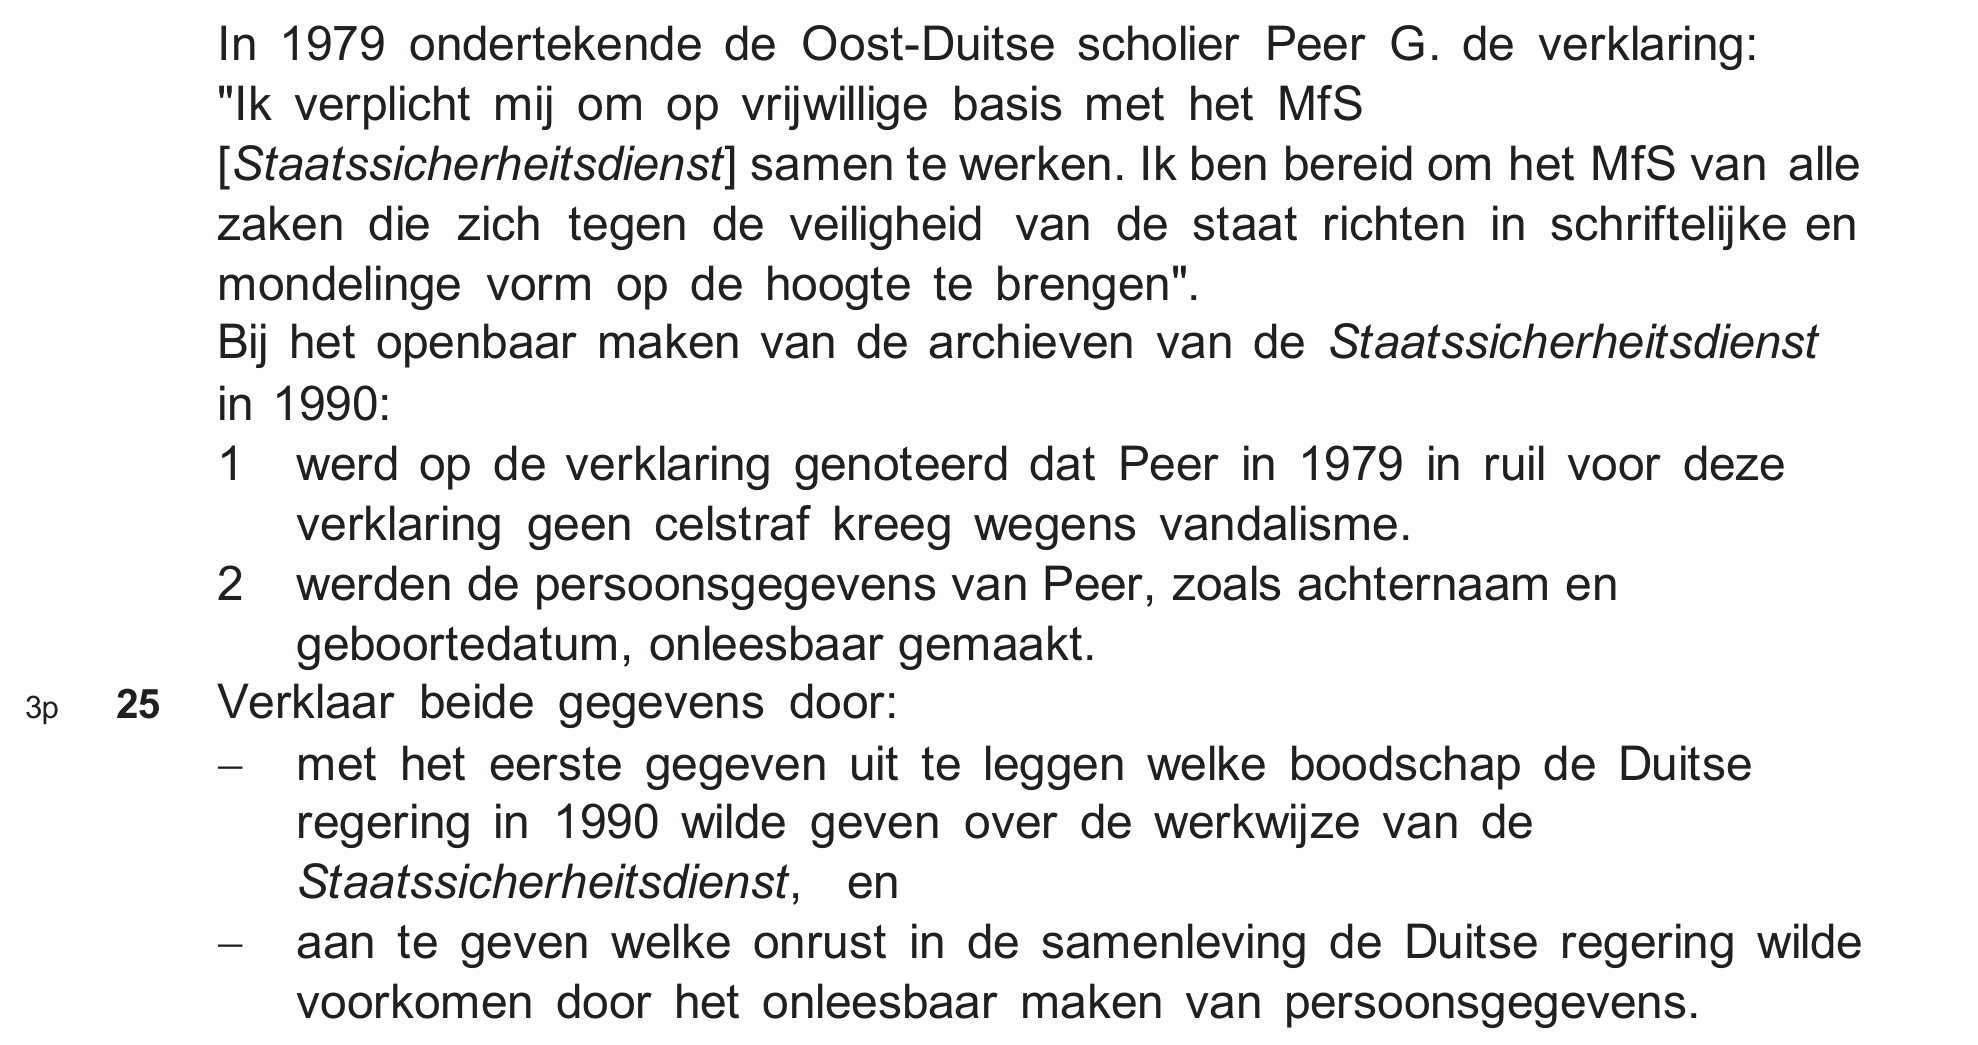 In 1979 ondertekende de Oost-Duitse scholier Peer G. de verklaring:
"Ik verplicht mij om op vrijwillige basis met het MfS
[Staatssicherheitsdienst] samen te werken. Ik ben bereid om het MfS van alle
zaken die zich tegen de veiligheid van de staat richten in schriftelijke en
mondelinge vorm op de hoogte te brengen".
Bij het openbaar maken van de archieven van de Staatssicherheitsdienst
in 1990:
1 werd op de verklaring genoteerd dat Peer in 1979 in ruil voor deze
verklaring geen celstraf kreeg wegens vandalisme.
2 werden de persoonsgegevens van Peer, zoals achternaam en
geboortedatum, onleesbaar gemaakt.
3p 25 Verklaar beide gegevens door:
– met het eerste gegeven uit te leggen welke boodschap de Duitse
regering in 1990 wilde geven over de werkwijze van de
Staatssicherheitsdienst, en
– aan te geven welke onrust in de samenleving de Duitse regering wilde
voorkomen door het onleesbaar maken van persoonsgegevens.